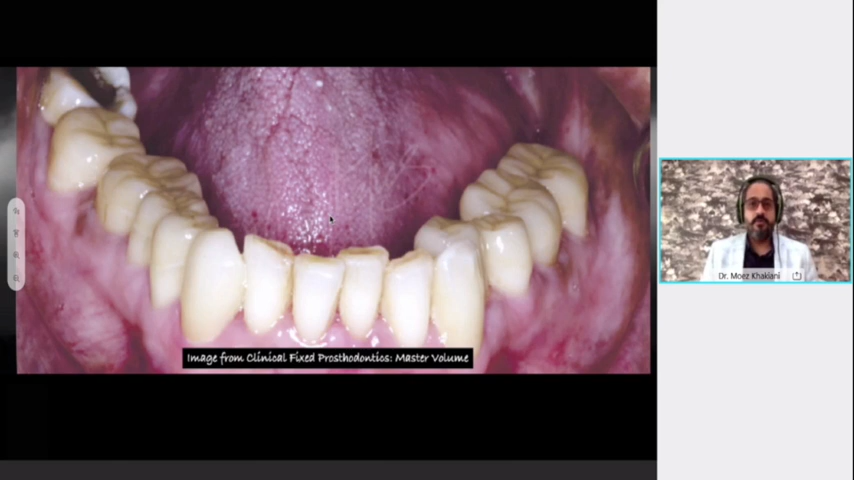 Image from Clinical Fixed Prosthodontics: Master Volume
Dr. Moez Khakiani